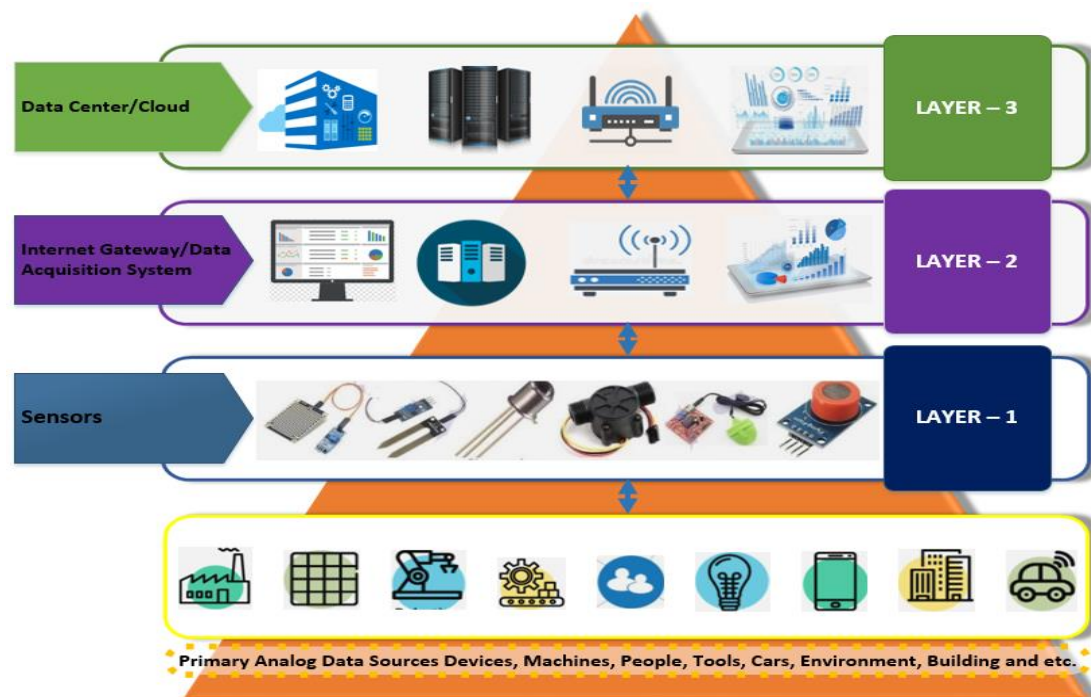 Data Center/Cloud
LAYER – 3
Internet Gateway/Data
Acquisition System
LAYER – 2
Sensors
LAYER – 1
Primary Analog Data Sources Devices, Machines, People, Tools, Cars, Environment, Building and etc.